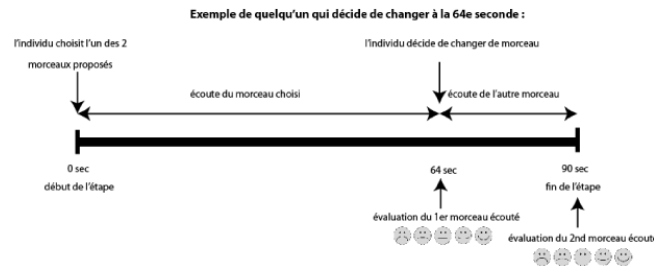 Exemple de quelqu'un qui décide de changer à la 64e seconde :
l'individu choisit l'un des 2
morceaux proposés
l'individu décide de changer de morceau
écoute du morceau choisi
écoute de l'autre morceau
0 sec
début de l'étape
64 sec
90 sec
fin de l'étape
évaluation du 1er morceau écouté
évaluation du 2nd morceau écouté